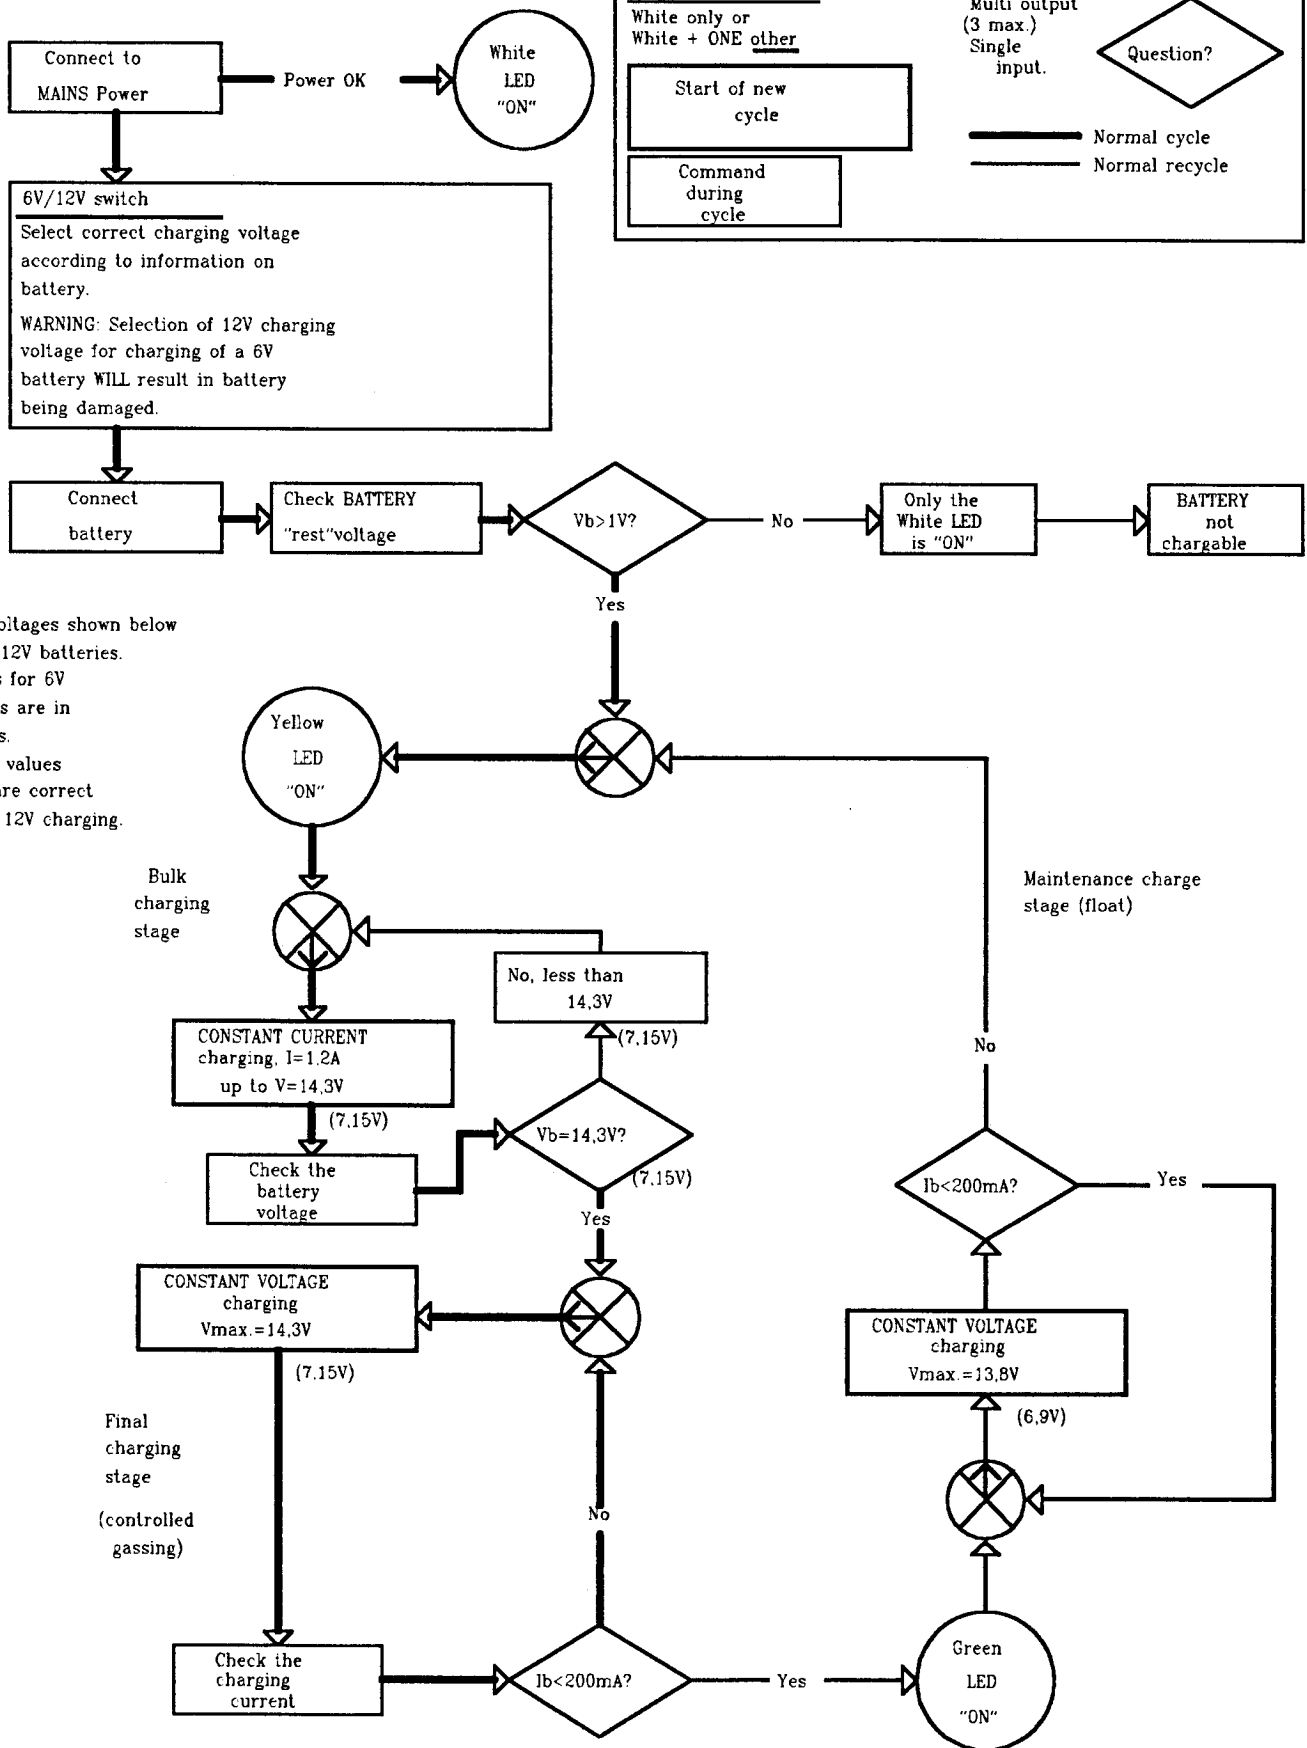 Connect to
MAINS Power
Power OK
White
LED
"ON"
White only or
White + ONE other
Multi output
(3 max.)
Single
input.
Question?
Start of new
cycle
Normal cycle
Normal recycle
Command
during
cycle
6V/12V switch
Select correct charging voltage
according to information on
battery.
WARNING: Selection of 12V charging
voltage for charging of a 6V
battery WILL result in battery
being damaged.
Connect
battery
Check BATTERY
"rest"voltage
Vb>1V?
No
Only the
White LED
is "ON"
BATTERY
not
chargable
Yes
oltages shown below
12V batteries.
s for 6V
s are in
s.
values
are correct
12V charging.
Yellow
LED
"ON"
Bulk
charging
stage
Maintenance charge
stage (float)
No, less than
14,3V
(7,15V)
CONSTANT CURRENT
charging, I=1.2A
up to V=14,3V
(7,15V)
Vb=14,3V?
(7,15V)
Check the
battery
voltage
Yes
No
Ib<200mA?
Yes
CONSTANT VOLTAGE
charging
Vmax.=14,3V
(7.15V)
CONSTANT VOLTAGE
charging
Vmax.=13,8V
(6,9V)
Final
charging
stage
(controlled
gassing)
No
Check the
charging
current
Ib<200mA?
Yes
Green
LED
"ON"